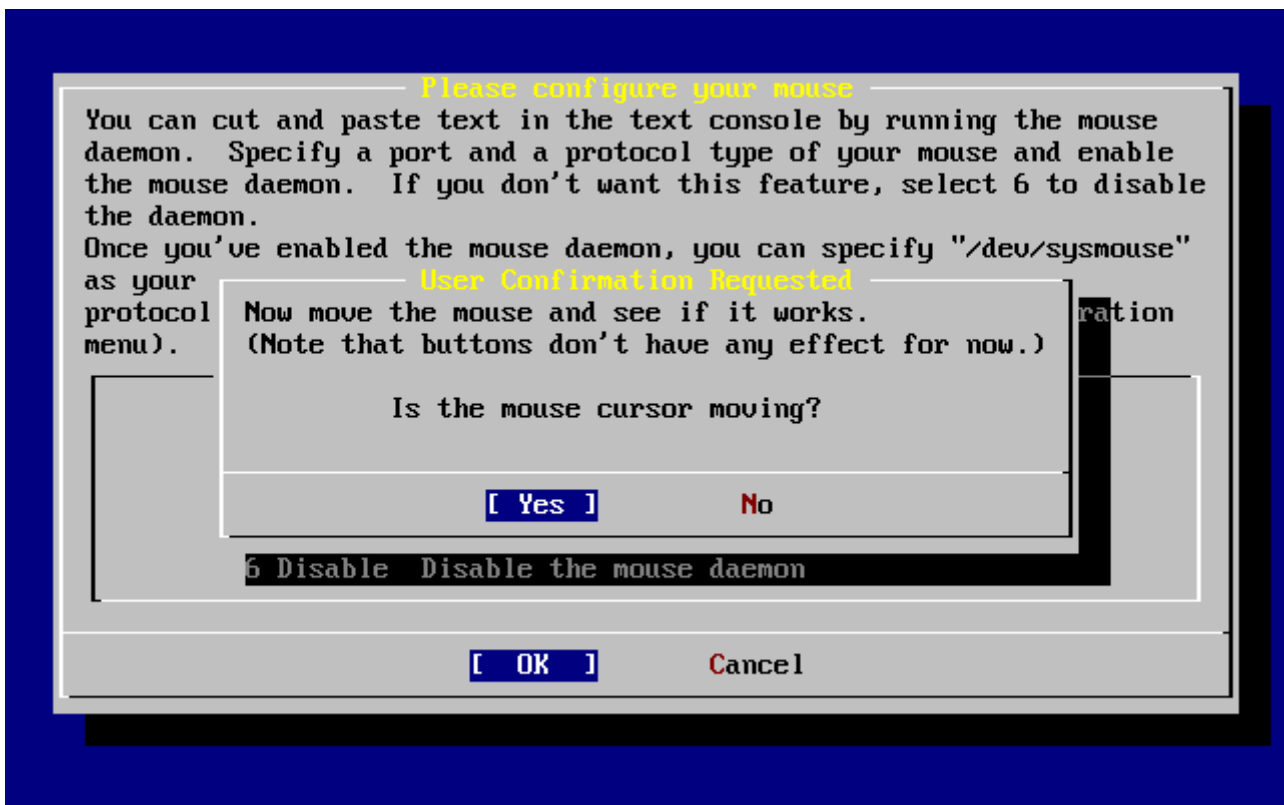 Please configure your mouse
You can cut and paste text in the text console by running the mouse
daemon.  Specify a port and a protocol type of your mouse and enable
the mouse daemon.  If you don't want this feature, select 6 to disable
the daemon.
Once you've enabled the mouse daemon, you can specify "/dev/sysmouse"
as your
protocol ration
menu).
User Confirmation Requested
Now move the mouse and see if it works.
(Note that buttons don't have any effect for now.)
Is the mouse cursor moving?
[ Yes ] No
6 Disable  Disable the mouse daemon
[ OK ] Cancel